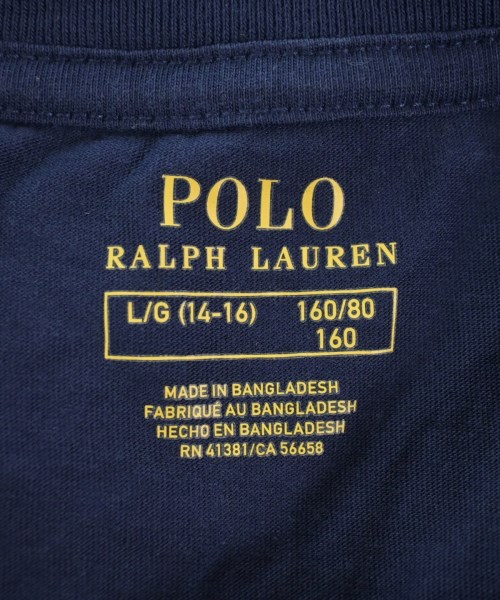 POLO
RALPH LAUREN
L/G (14-16) 160/80
160
MADE IN BANGLADESH
FABRIQUÉ AU BANGLADESH
HECHO EN BANGLADESH
RN 41381/CA 56658